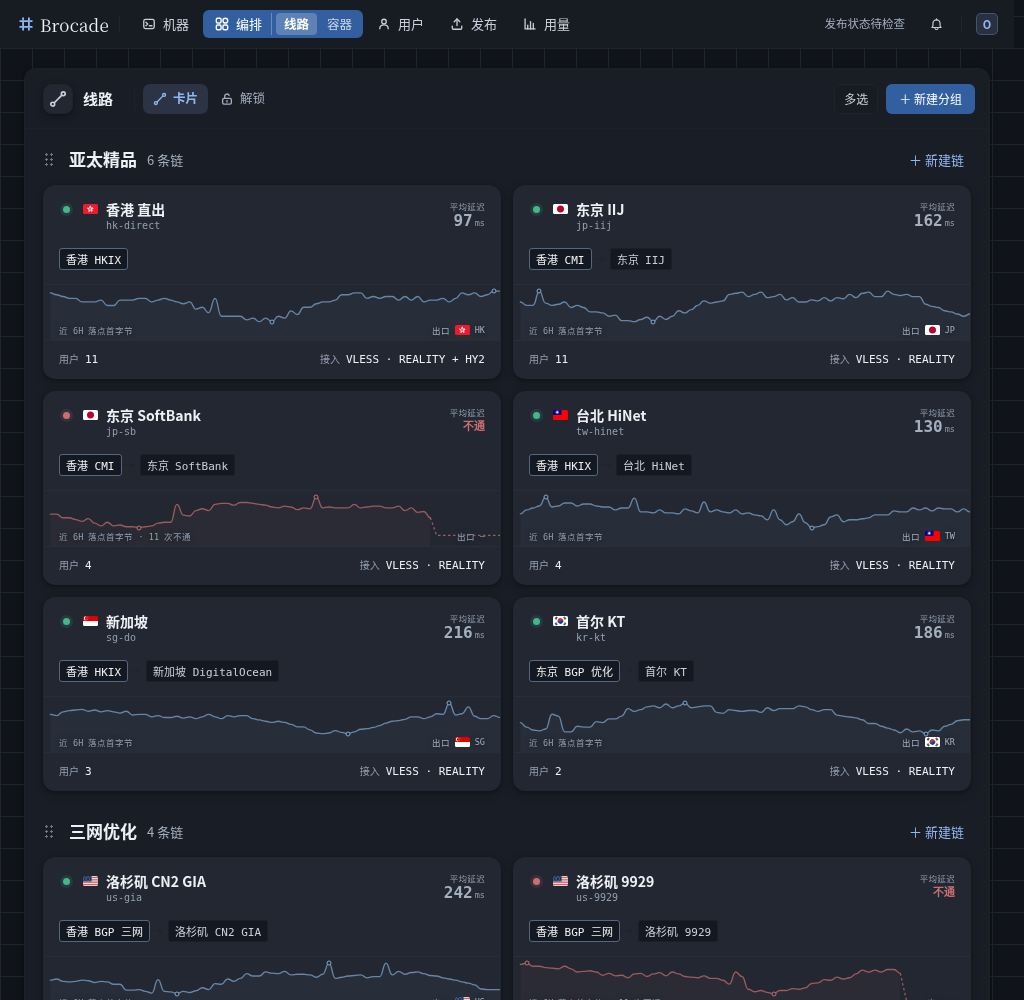 Brocade 机器 编排 线路 容器 用户 发布 用量 发布状态待检查 O
线路 卡片 解锁 多选 + 新建分组
亚太精品 6 条链 + 新建链
香港 直出 平均延迟
hk-direct 97 ms
香港 HKIX
近 6H 落点首字节 出口 HK
用户 11 接入 VLESS · REALITY + HY2
东京 IIJ 平均延迟
jp-iij 162 ms
香港 CMI 东京 IIJ
近 6H 落点首字节 出口 JP
用户 11 接入 VLESS · REALITY
东京 SoftBank 平均延迟
jp-sb 不通
香港 CMI 东京 SoftBank
近 6H 落点首字节 · 11 次不通 出口
用户 4 接入 VLESS · REALITY
台北 HiNet 平均延迟
tw-hinet 130 ms
香港 HKIX 台北 HiNet
近 6H 落点首字节 出口 TW
用户 4 接入 VLESS · REALITY
新加坡 平均延迟
sg-do 216 ms
香港 HKIX 新加坡 DigitalOcean
近 6H 落点首字节 出口 SG
用户 3 接入 VLESS · REALITY
首尔 KT 平均延迟
kr-kt 186 ms
东京 BGP 优化 首尔 KT
近 6H 落点首字节 出口 KR
用户 2 接入 VLESS · REALITY
三网优化 4 条链 + 新建链
洛杉矶 CN2 GIA 平均延迟
us-gia 242 ms
香港 BGP 三网 洛杉矶 CN2 GIA
洛杉矶 9929 平均延迟
us-9929 不通
香港 BGP 三网 洛杉矶 9929